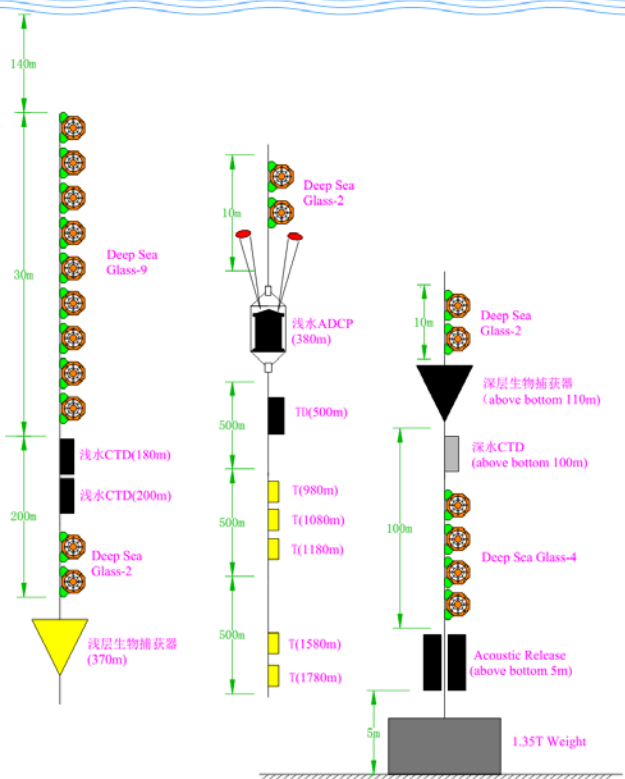 140m
30m
Deep Sea
Glass-9
浅水CTD(180m)
浅水CTD(200m)
200m
Deep Sea
Glass-2
浅层生物捕获器
(370m)
10m
Deep Sea
Glass-2
浅水ADCP
(380m)
500m
TD(500m)
500m
T(980m)
T(1080m)
T(1180m)
500m
T(1580m)
T(1780m)
10m
Deep Sea
Glass-2
深层生物捕获器
(above bottom 110m)
深水CTD
(above bottom 100m)
100m
Deep Sea Glass-4
Acoustic Release
(above bottom 5m)
5m
1.35T Weight